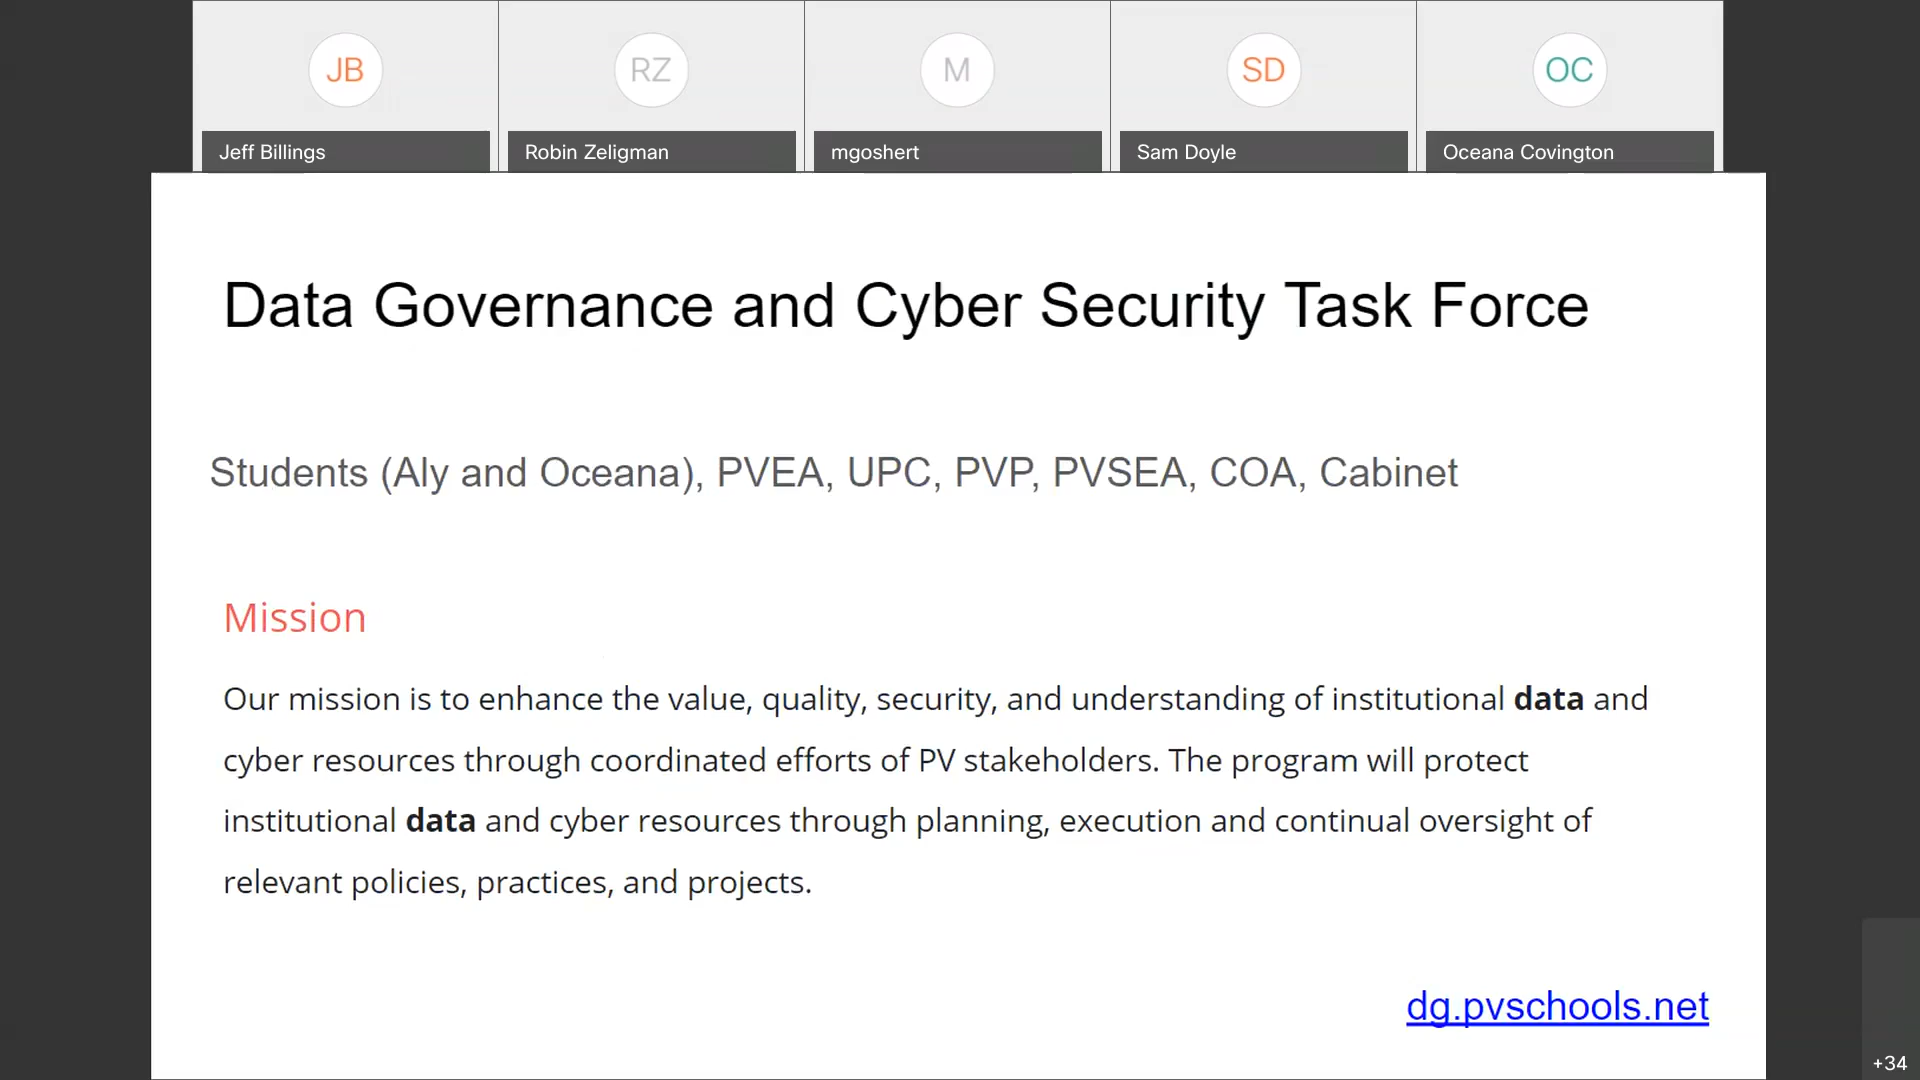 JB
RZ
M
SD
OC
Jeff Billings
Robin Zeligman
mgoshert
Sam Doyle
Oceana Covington
Data Governance and Cyber Security Task Force
Students (Aly and Oceana), PVEA, UPC, PVP, PVSEA, COA, Cabinet
Mission
Our mission is to enhance the value, quality, security, and understanding of institutional data and
cyber resources through coordinated efforts of PV stakeholders. The program will protect
institutional data and cyber resources through planning, execution and continual oversight of
relevant policies, practices, and projects.
dg.pvschools.net
+34